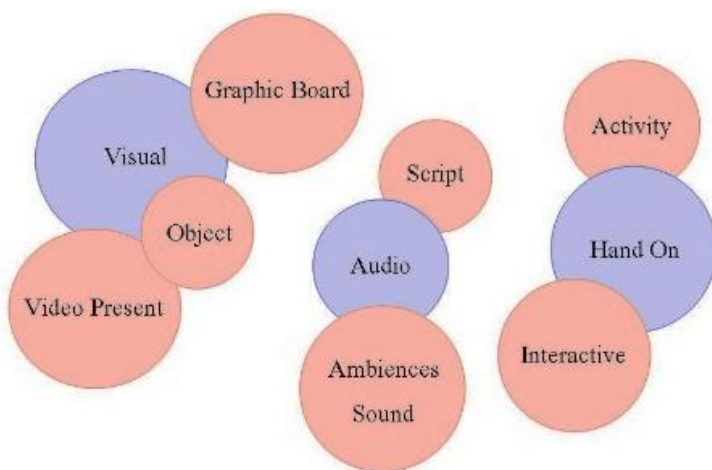 Graphic Board
Visual
Object
Video Present
Script
Audio
Ambiences
Sound
Activity
Hand On
Interactive